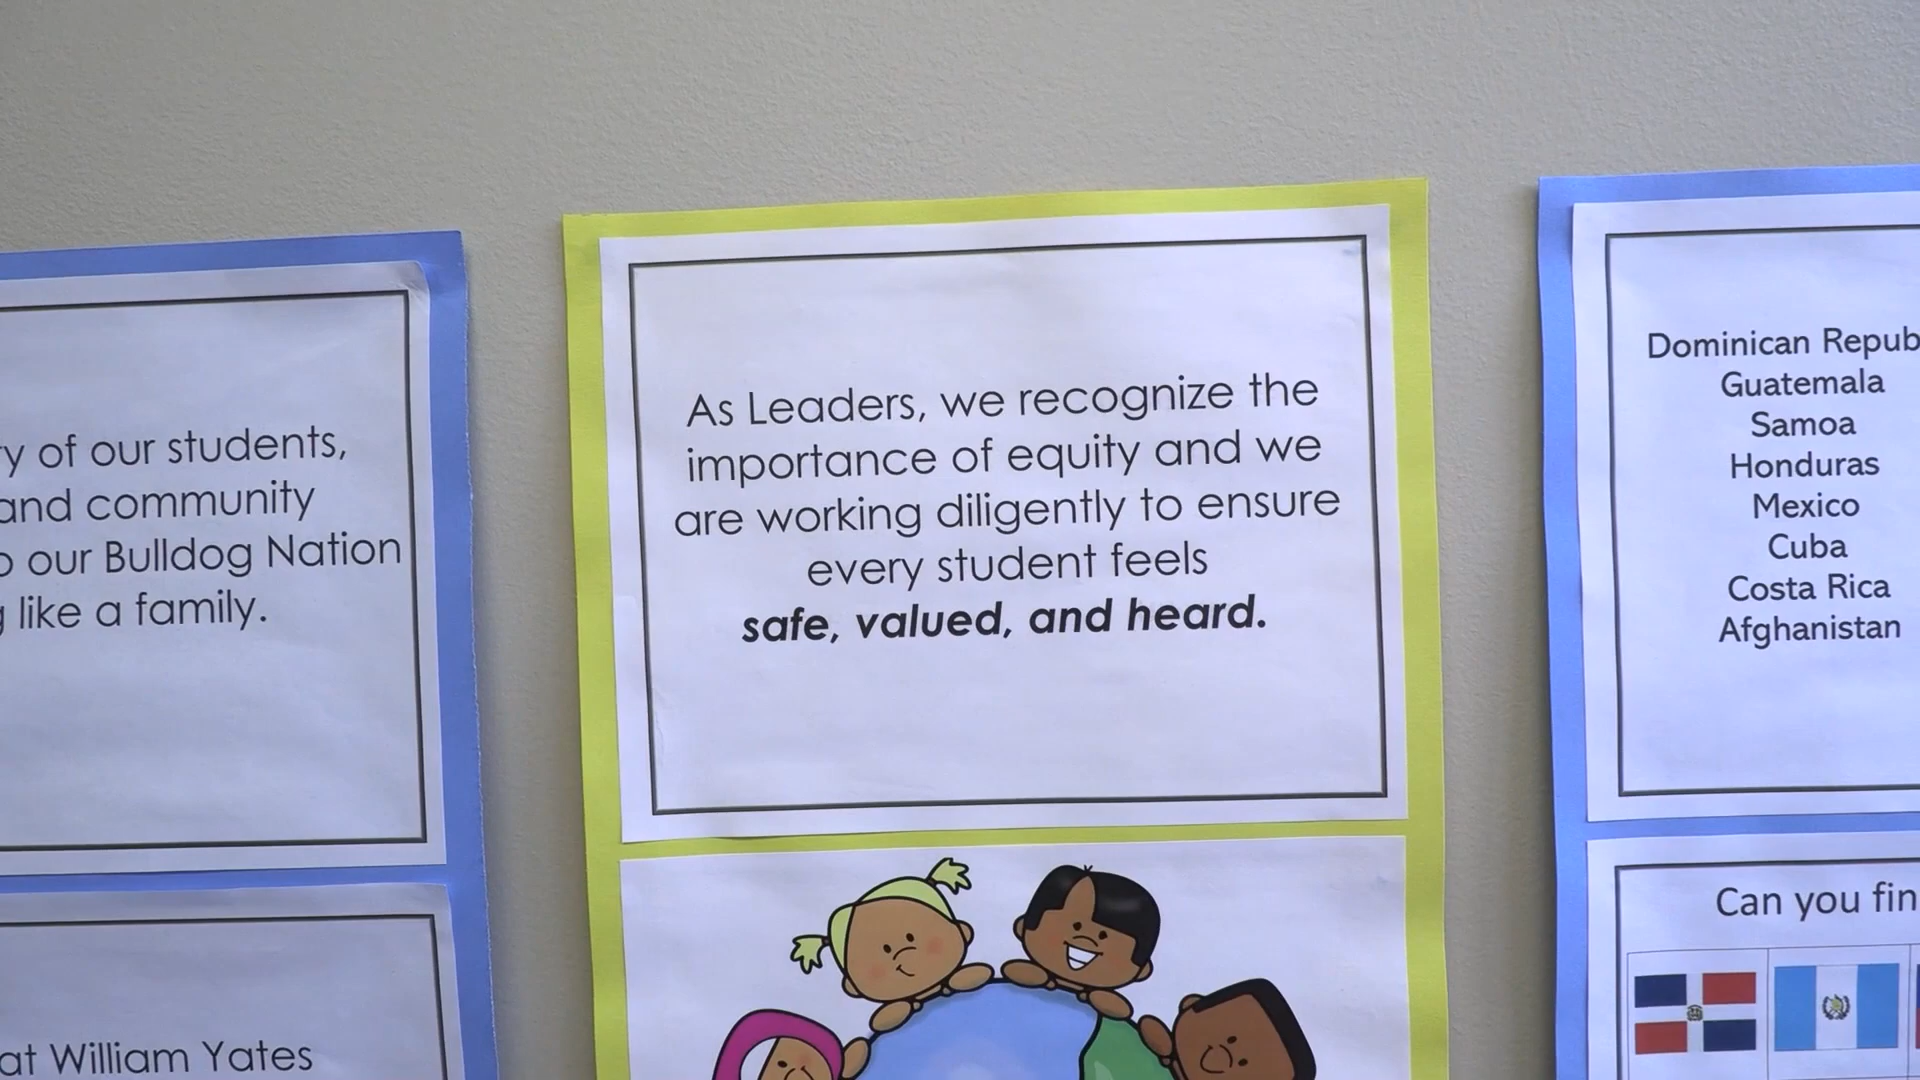 of our students,
and community
our Bulldog Nation
like a family.
at William Yates
As Leaders, we recognize the
importance of equity and we
are working diligently to ensure
every student feels
safe, valued, and heard.
Dominican
Guatemala
Samoa
Honduras
Mexico
Cuba
Costa Rica
Afghanistan
Can you